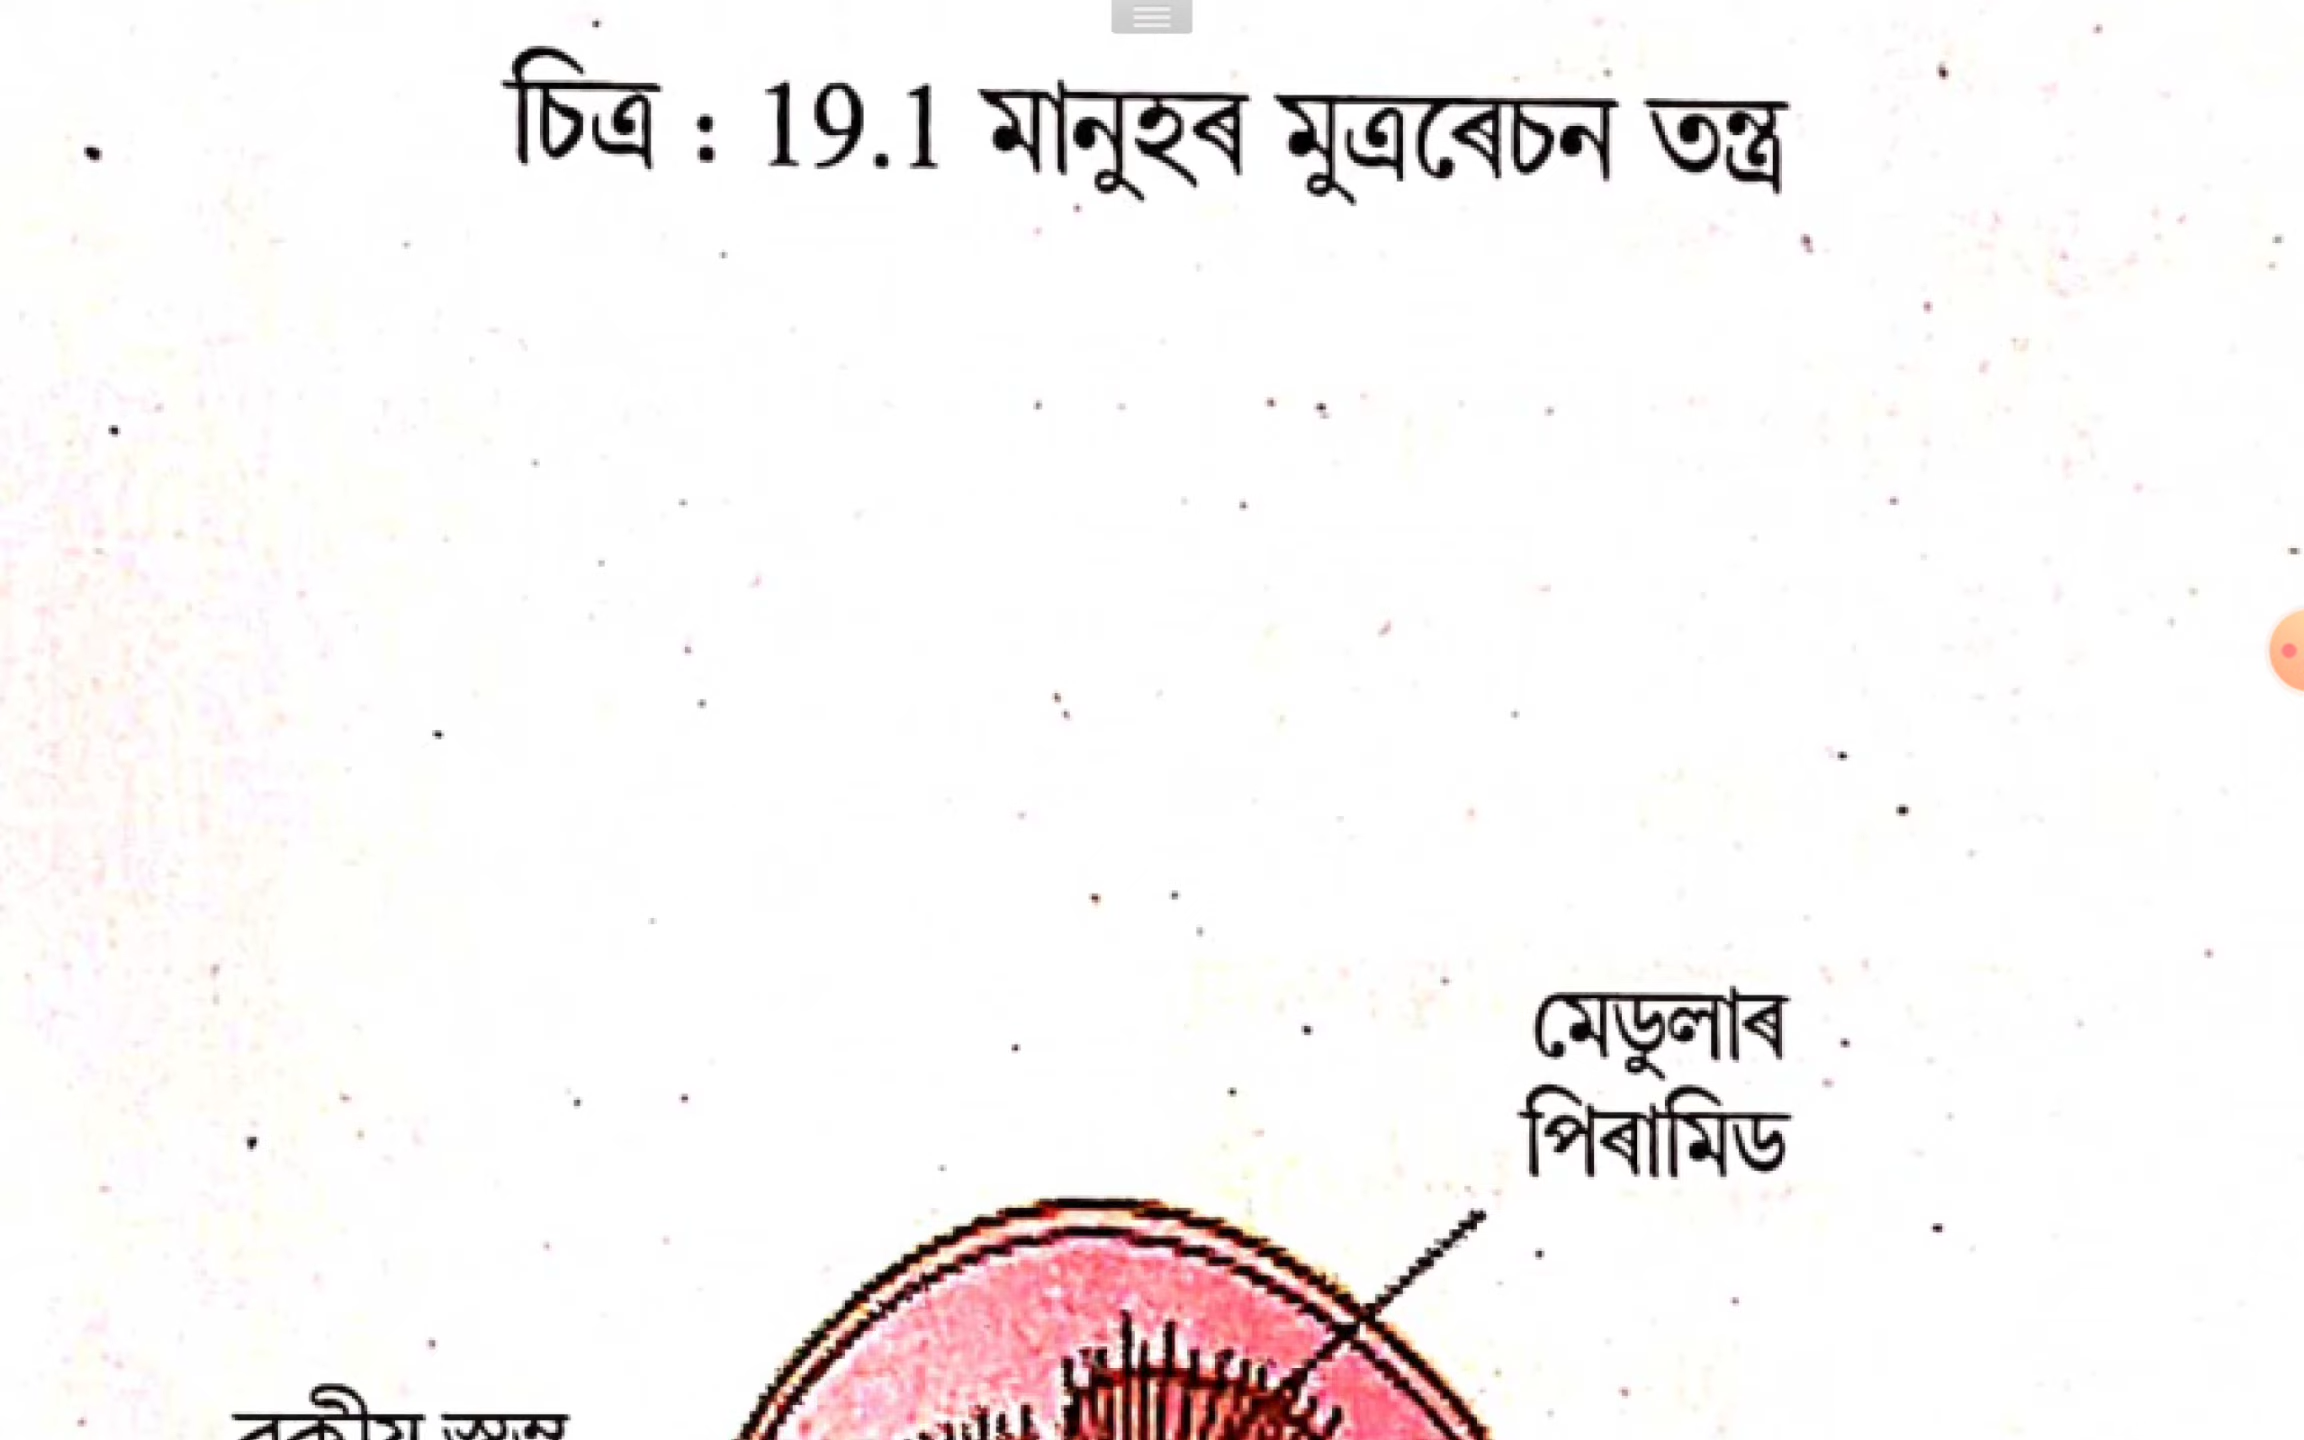 চিত্ৰ : 19.1 মানুহৰ মুত্ৰৰেচন তন্ত্ৰ
মেডুলাৰ
পিৰামিড